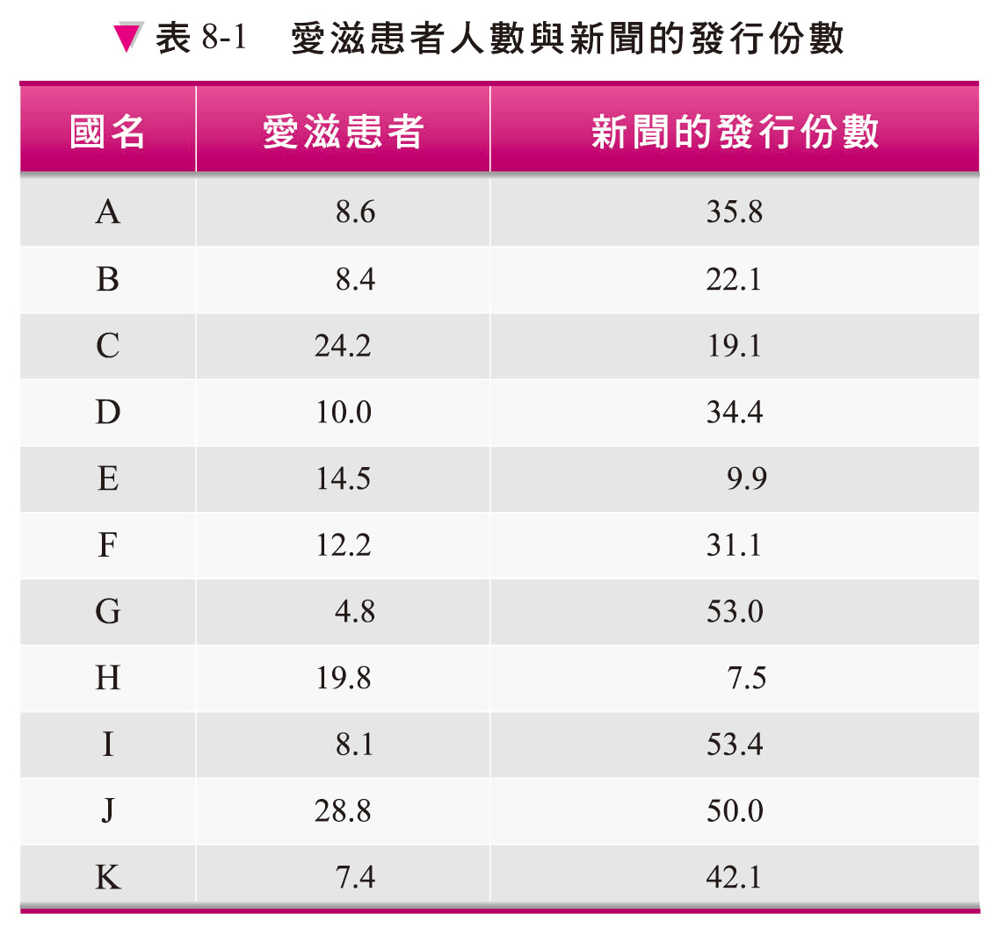 ▼ 表 8-1 愛滋患者人數與新聞的發行份數
國名 愛滋患者 新聞的發行份數
A 8.6 35.8
B 8.4 22.1
C 24.2 19.1
D 10.0 34.4
E 14.5 9.9
F 12.2 31.1
G 4.8 53.0
H 19.8 7.5
I 8.1 53.4
J 28.8 50.0
K 7.4 42.1